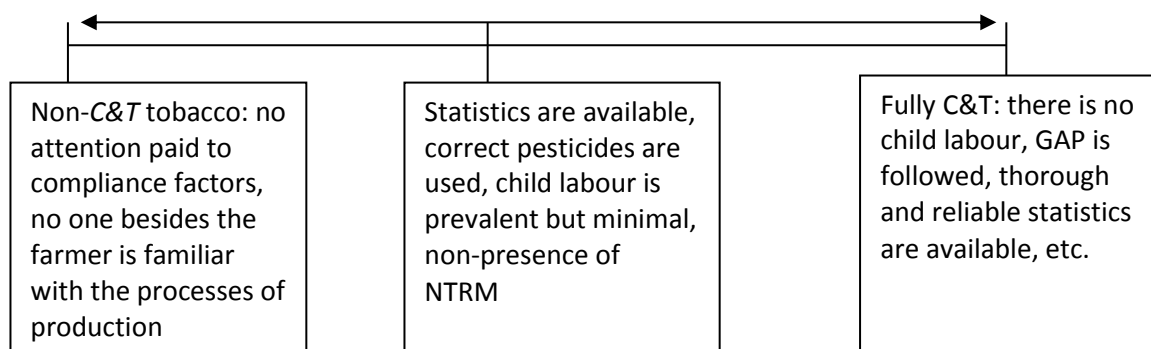 Non-C&T tobacco: no
attention paid to
compliance factors,
no one besides the
farmer is familiar
with the processes of
production
Statistics are available,
correct pesticides are
used, child labour is
prevalent but minimal,
non-presence of
NTRM
Fully C&T: there is no
child labour, GAP is
followed, thorough
and reliable statistics
are available, etc.